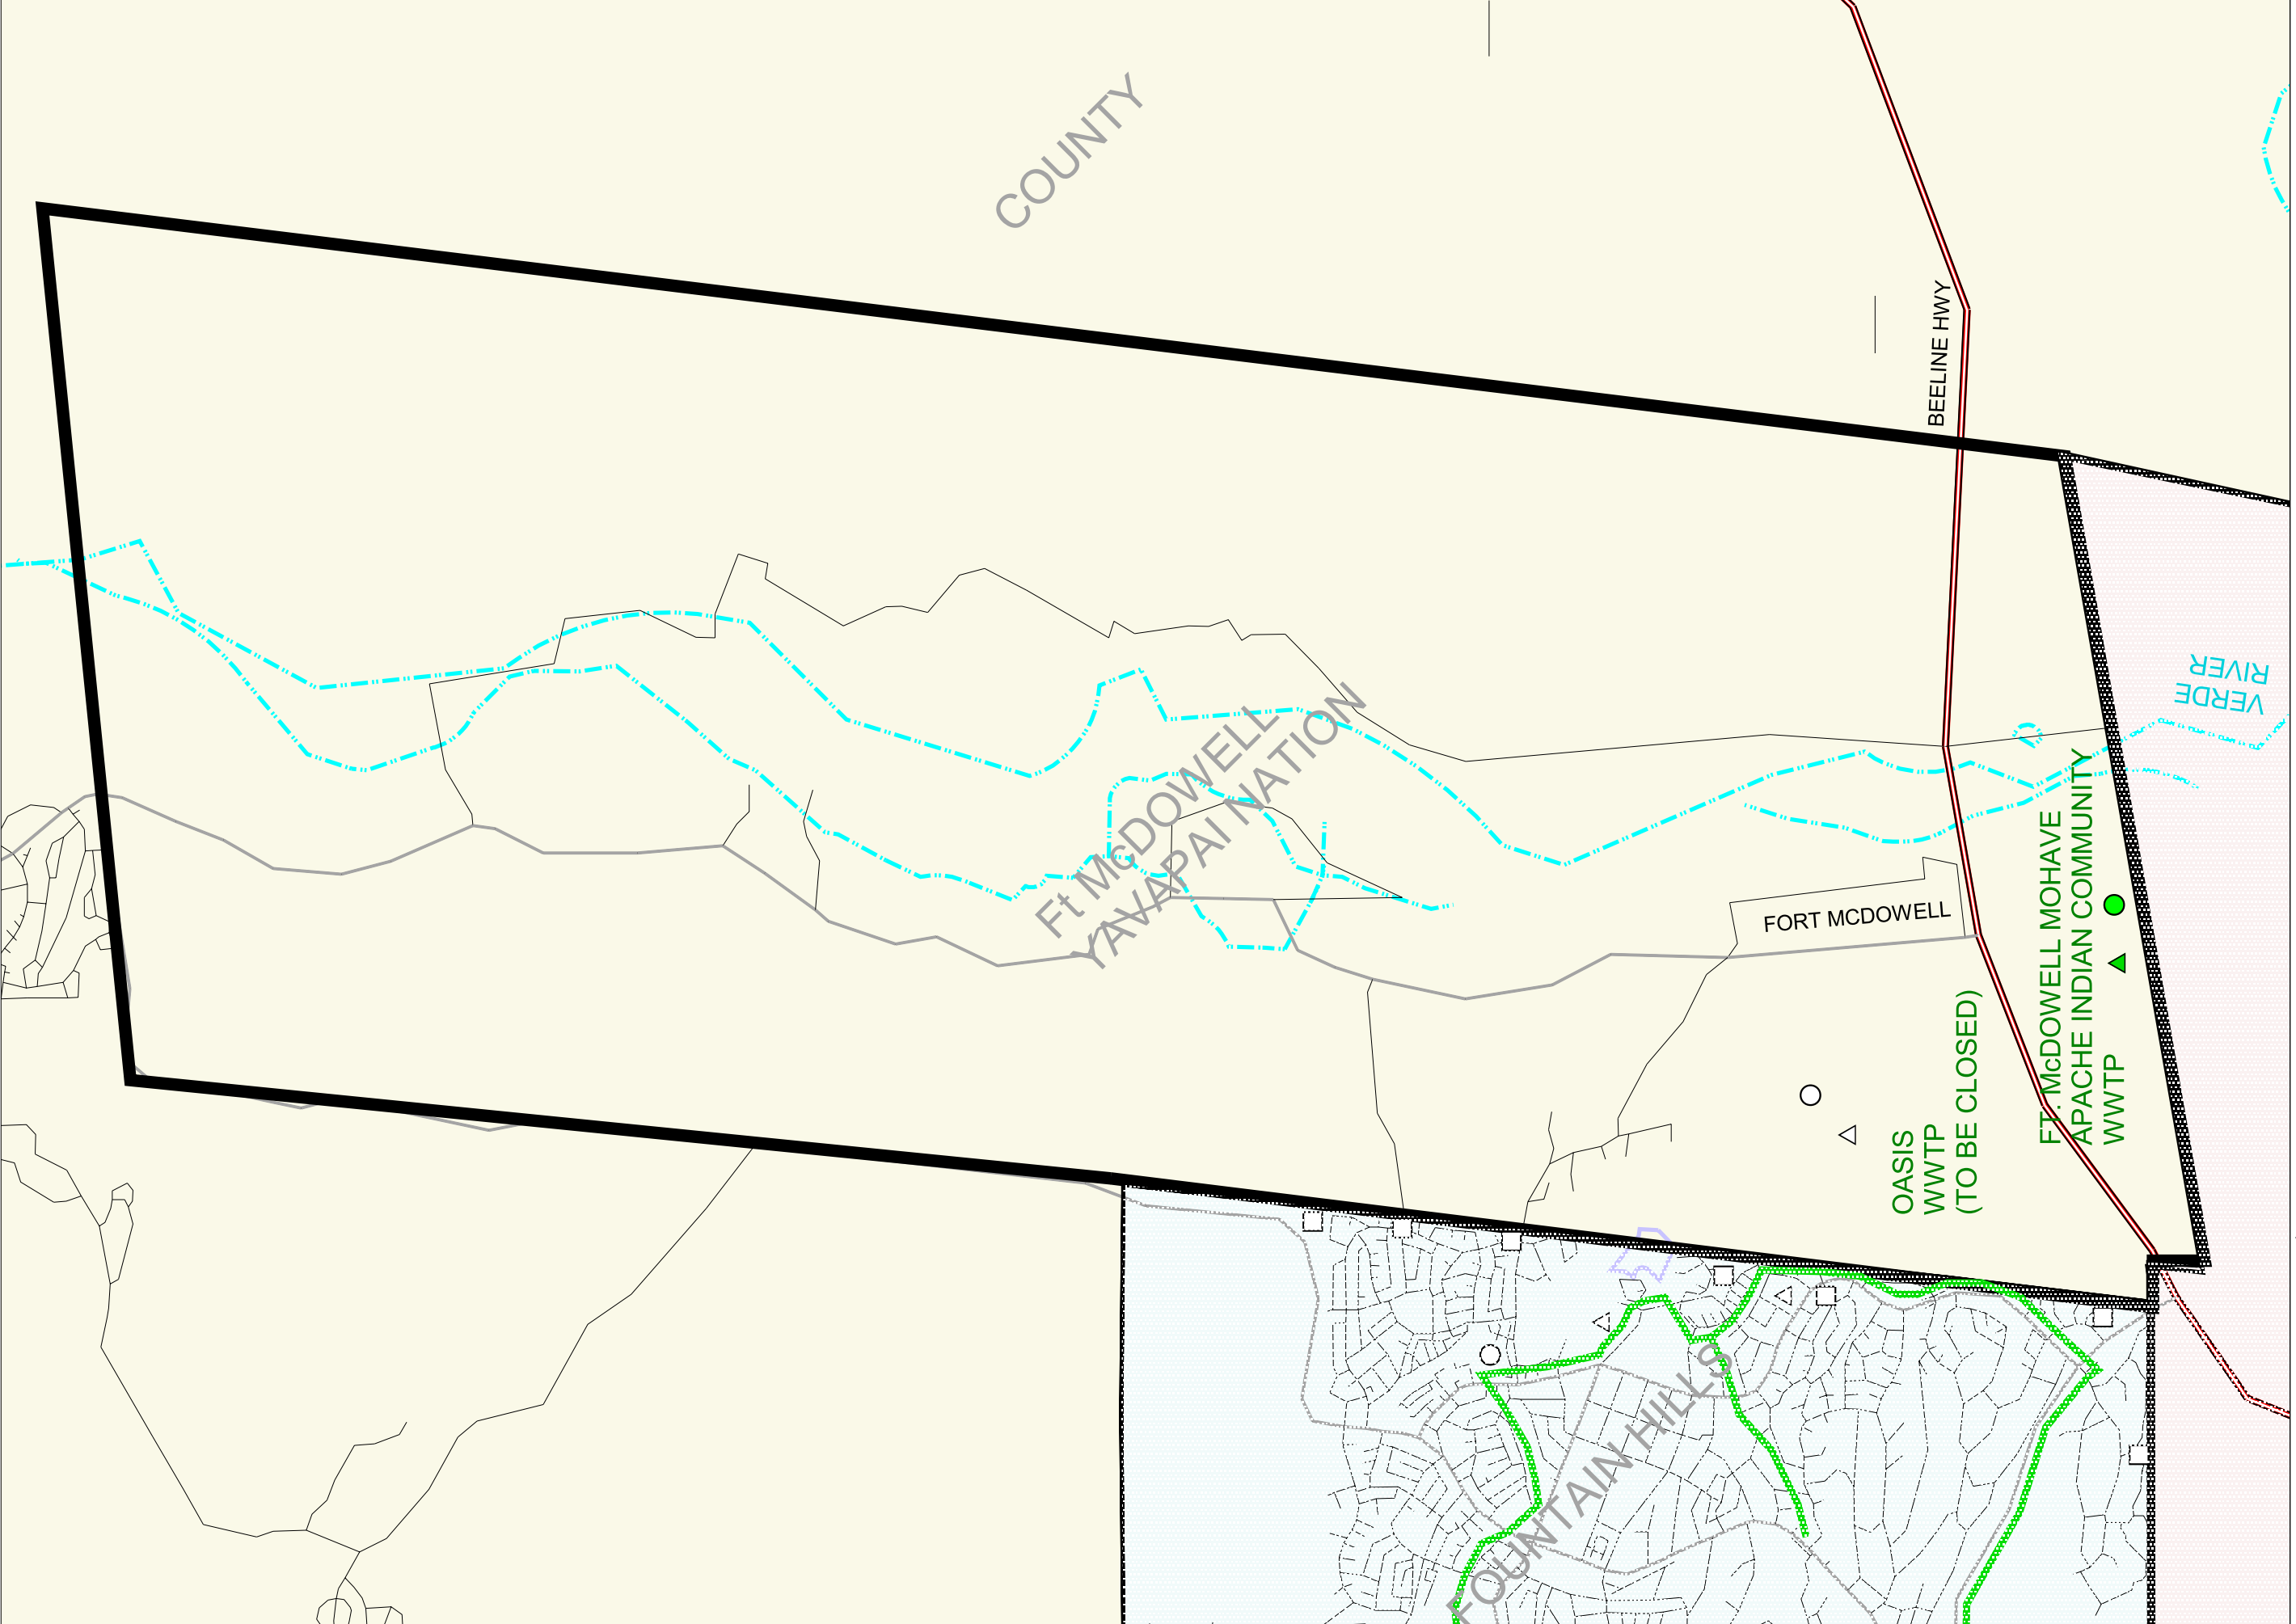 COUNTY
BEELINE HWY
VERDE
RIVER
Ft McDOWELL
YAVAPAI NATION
FORT MCDOWELL
FT. McDOWELL MOHAVE
APACHE INDIAN COMMUNITY
WWTP
OASIS
WWTP
(TO BE CLOSED)
FOUNTAIN HILLS